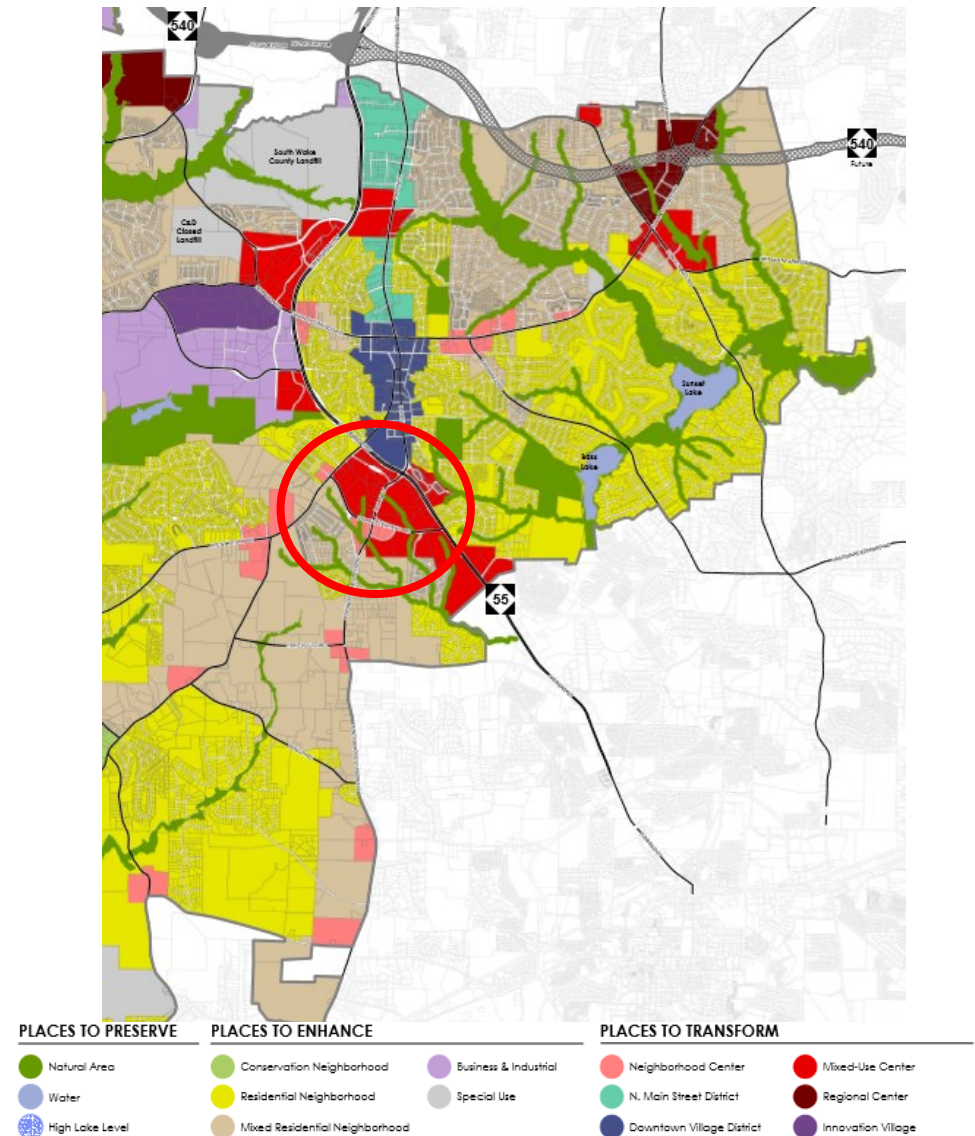 540
South Wake
County Landfill
540
Future
C&D
Closed
Landfill
Sunset
Lake
Bass
Lake
55
PLACES TO PRESERVE
PLACES TO ENHANCE
PLACES TO TRANSFORM
Natural Area
Conservation Neighborhood
Business & Industrial
Neighborhood Center
Mixed-Use Center
Water
Residential Neighborhood
Special Use
N. Main Street District
Regional Center
High Lake Level
Mixed Residential Neighborhood
Downtown Village District
Innovation Village